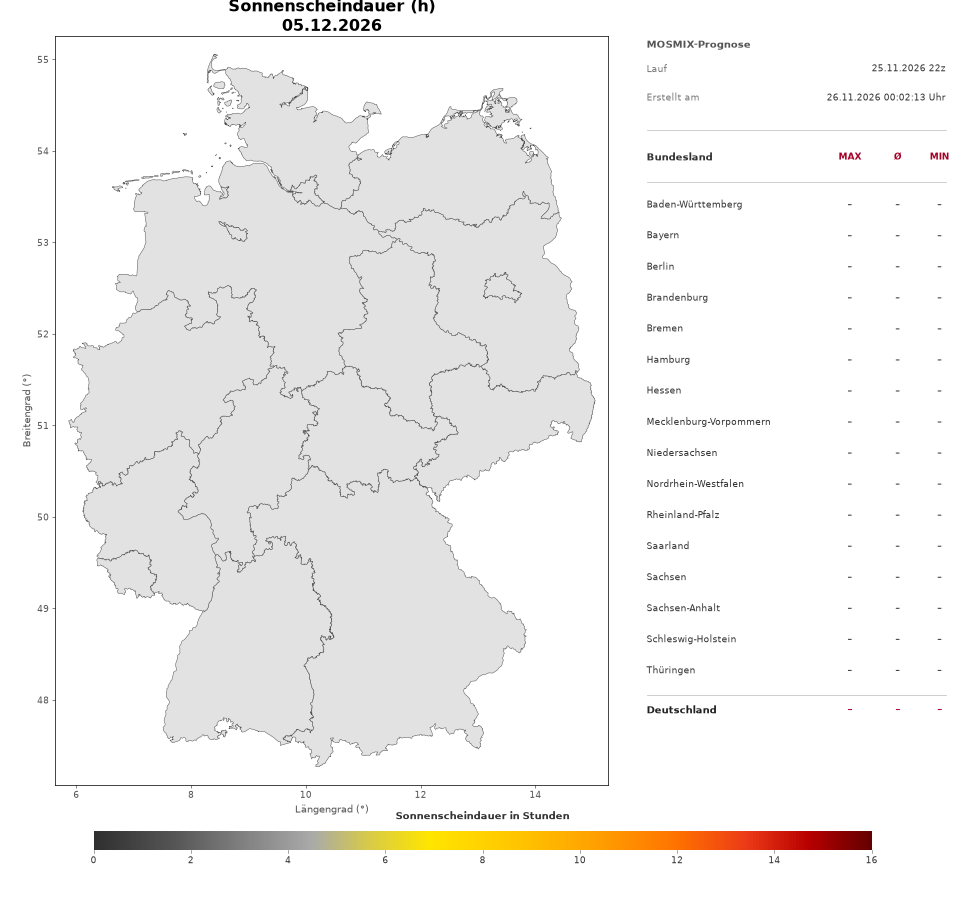 Sonnenscheindauer (h)
05.12.2026
MOSMIX-Prognose
Lauf 25.11.2026 22z
Erstellt am 26.11.2026 00:02:13 Uhr
Bundesland MAX Ø MIN
Baden-Württemberg – – –
Bayern – – –
Berlin – – –
Brandenburg – – –
Bremen – – –
Hamburg – – –
Hessen – – –
Mecklenburg-Vorpommern – – –
Niedersachsen – – –
Nordrhein-Westfalen – – –
Rheinland-Pfalz – – –
Saarland – – –
Sachsen – – –
Sachsen-Anhalt – – –
Schleswig-Holstein – – –
Thüringen – – –
Deutschland – – –
Breitengrad (°)
55
54
53
52
51
50
49
48
6 8 10 12 14
Längengrad (°)
Sonnenscheindauer in Stunden
0 2 4 6 8 10 12 14 16